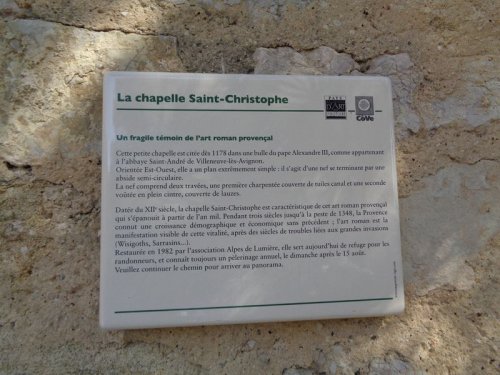 La chapelle Saint-Christophe
PAYS
D'ART
CoVe
Un fragile témoin de l'art roman provençal
Cette petite chapelle est citée dès 1178 dans une bulle du pape Alexandre III, comme appartenant
à l'abbaye Saint-André de Villeneuve-lès-Avignon.
Orientée Est-Ouest, elle a un plan extrêmement simple : il s'agit d'une nef se terminant par une
abside semi-circulaire.
La nef comprend deux travées, une première charpentée couverte de tuiles canal et une seconde
voûtée en plein cintre, couverte de lauzes.
Datée du XIIe siècle, la chapelle Saint-Christophe est caractéristique de cet art roman provençal
qui s'épanouit à partir de l'an mil. Pendant trois siècles jusqu'à la peste de 1348, la Provence
connut une croissance démographique et économique sans précédent ; l'art roman est la
manifestation visible de cette vitalité, après des siècles de troubles liées aux grandes invasions
(Wisigoths, Sarrasins...).
Restaurée en 1982 par l'association Alpes de Lumière, elle sert aujourd'hui de refuge pour les
randonneurs, et connaît toujours un pèlerinage annuel, le dimanche après le 15 août.
Veuillez continuer le chemin pour arriver au panorama.